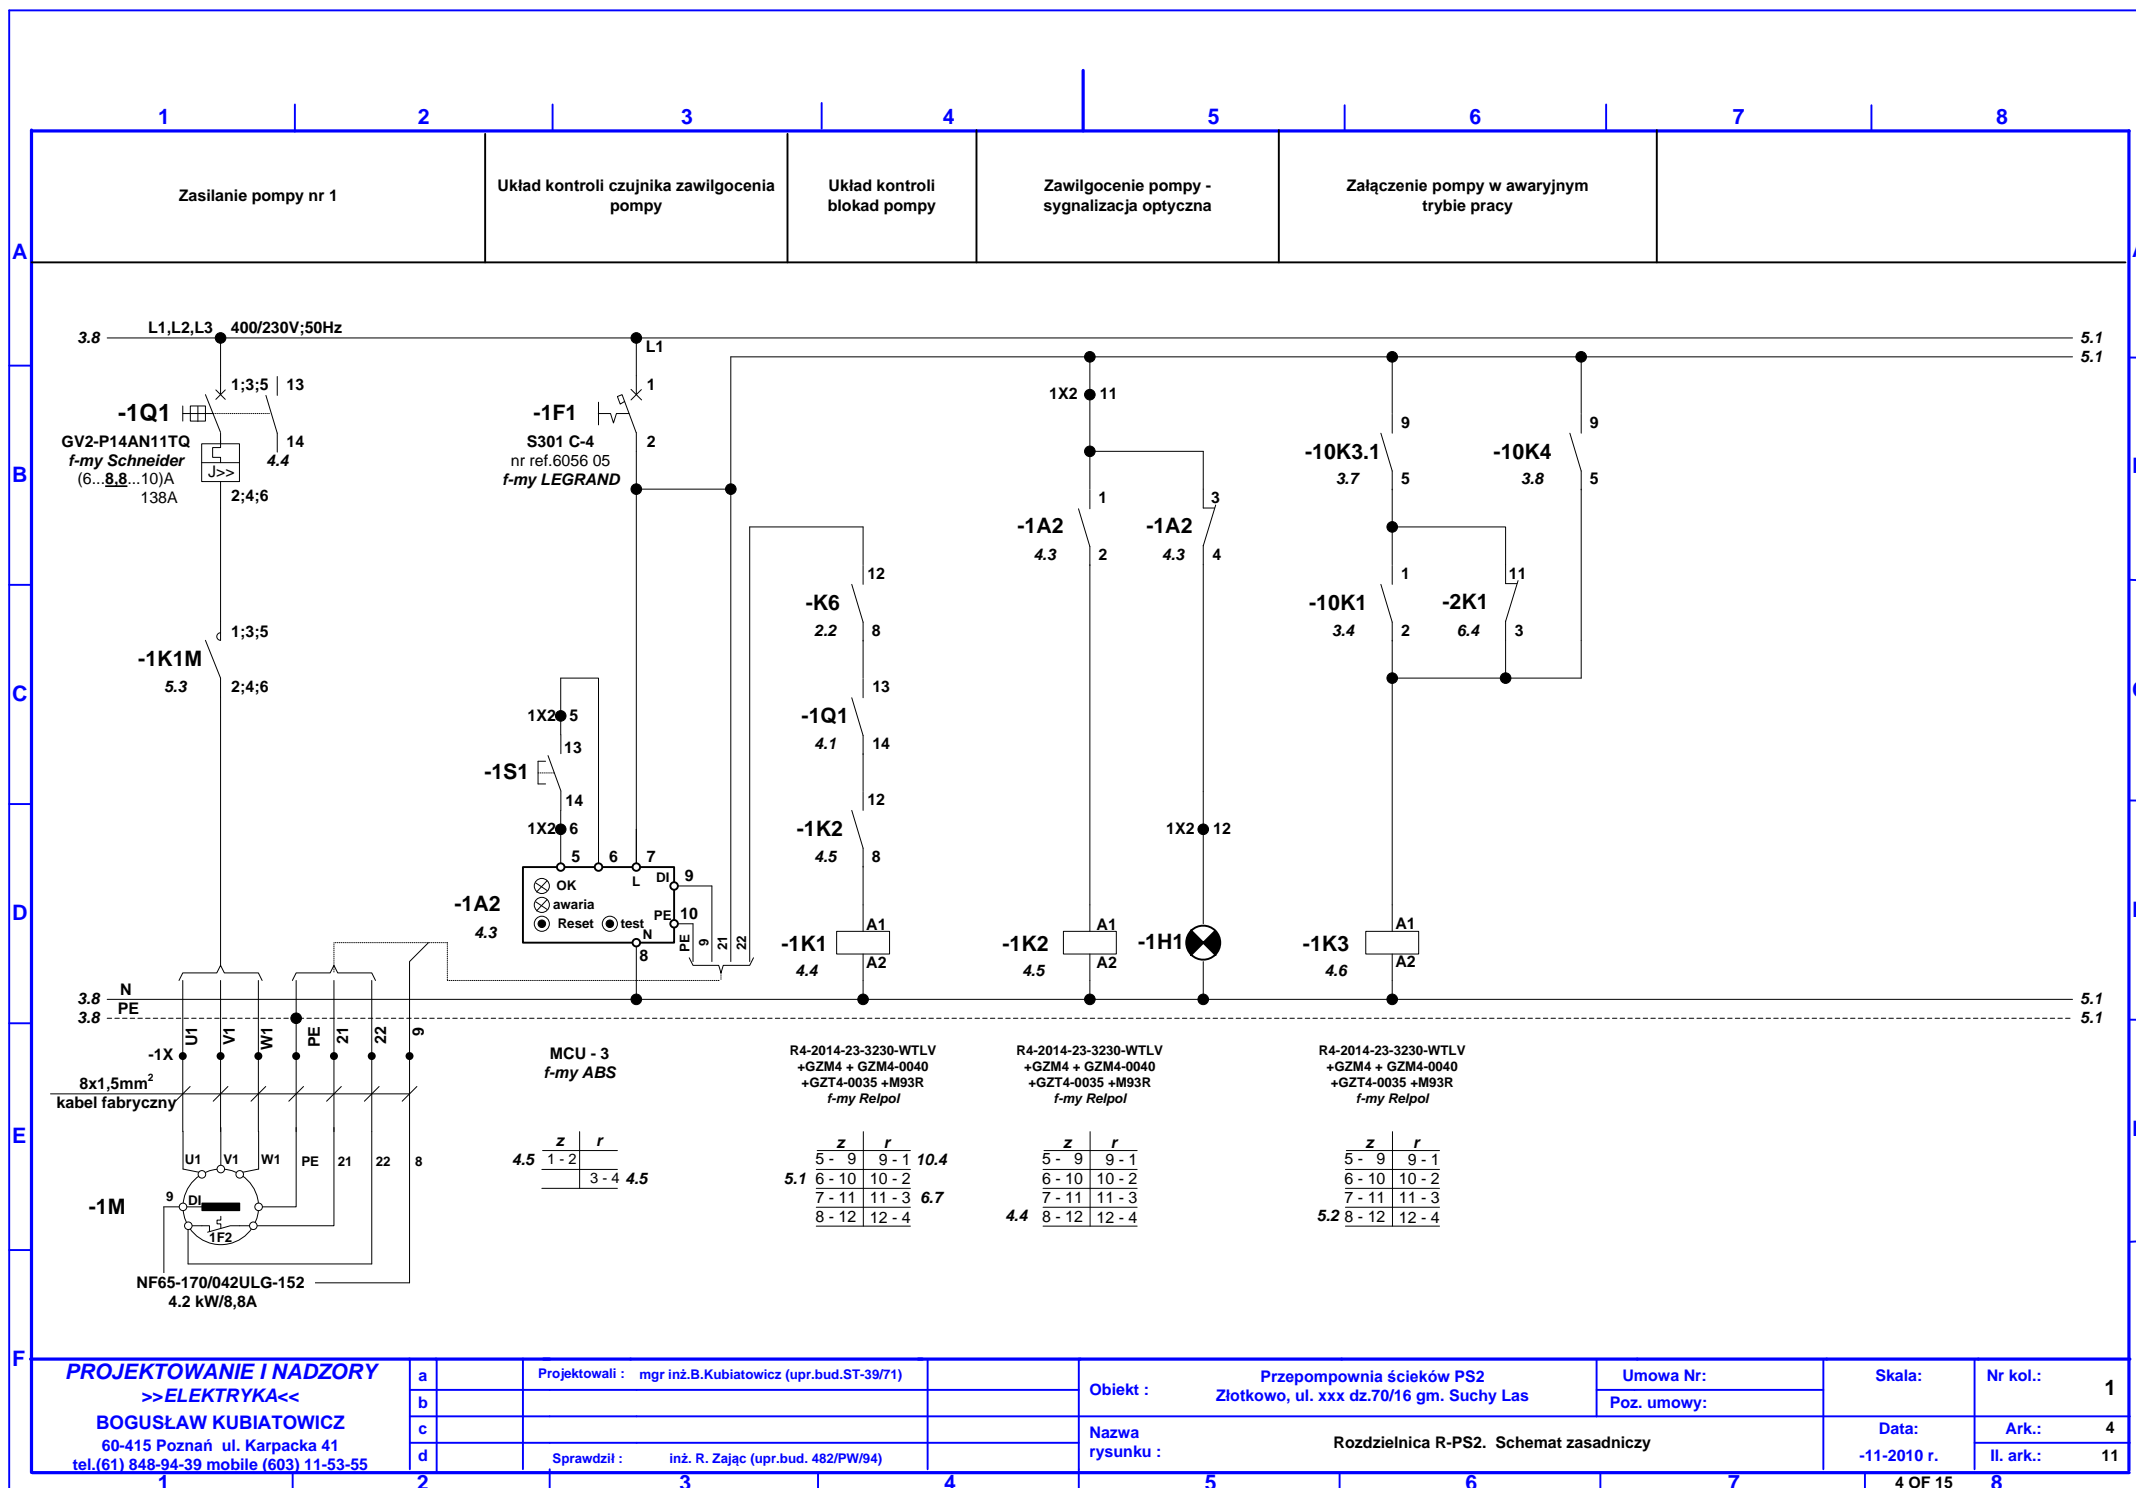 1 2 3 4 5 6 7 8
Zasilanie pompy nr 1
Układ kontroli czujnika zawilgocenia
pompy
Układ kontroli
blokad pompy
Zawilgocenie pompy -
sygnalizacja optyczna
Załączenie pompy w awaryjnym
trybie pracy
A
B
C
D
E
F
3.8 L1,L2,L3 400/230V;50Hz 5.1
L1 5.1
-1Q1
1;3;5 13
GV2-P14AN11TQ
f-my Schneider
(6...8,8...10)A
138A
J>>
14
4.4
2;4;6
-1K1M
5.3
1;3;5
2;4;6
-1F1
1
2
S301 C-4
nr ref.6056 05
f-my LEGRAND
1X2 5
13
-1S1
14
1X2 6
5 6 7
L DI 9
OK
awaria
Reset test
PE 10
N
8
-1A2
4.3
PE 9 21 22
12
-K6
2.2
8
13
-1Q1
4.1
14
12
-1K2
4.5
8
-1K1
4.4
A1
A2
1X2 11
1
-1A2
4.3
2
3
-1A2
4.3
4
1X2 12
-1K2
4.5
A1
A2
-1H1
9
-10K3.1
3.7
5
9
-10K4
3.8
5
1
-10K1
3.4
2
11
-2K1
6.4
3
-1K3
4.6
A1
A2
3.8 N 5.1
3.8 PE 5.1
-1X
U1 V1 W1 PE 21 22 9
8x1,5mm2
kabel fabryczny
U1 V1 W1 PE 21 22 8
-1M
9 DI
1F2
NF65-170/042ULG-152
4.2 kW/8,8A
MCU - 3
f-my ABS
z r
4.5 1 - 2
3 - 4 4.5
R4-2014-23-3230-WTLV
+GZM4 + GZM4-0040
+GZT4-0035 +M93R
f-my Relpol
z r
5 - 9 9 - 1 10.4
5.1 6 - 10 10 - 2
7 - 11 11 - 3 6.7
8 - 12 12 - 4
R4-2014-23-3230-WTLV
+GZM4 + GZM4-0040
+GZT4-0035 +M93R
f-my Relpol
z r
5 - 9 9 - 1
6 - 10 10 - 2
7 - 11 11 - 3
4.4 8 - 12 12 - 4
R4-2014-23-3230-WTLV
+GZM4 + GZM4-0040
+GZT4-0035 +M93R
f-my Relpol
z r
5 - 9 9 - 1
6 - 10 10 - 2
7 - 11 11 - 3
5.2 8 - 12 12 - 4
PROJEKTOWANIE I NADZORY
>>ELEKTRYKA<<
BOGUSŁAW KUBIATOWICZ
60-415 Poznań ul. Karpacka 41
tel.(61) 848-94-39 mobile (603) 11-53-55
a
b
c
d
Projektowali : mgr inż.B.Kubiatowicz (upr.bud.ST-39/71)
Sprawdził : inż. R. Zając (upr.bud. 482/PW/94)
Obiekt :
Przepompownia ścieków PS2
Złotkowo, ul. xxx dz.70/16 gm. Suchy Las
Nazwa
rysunku :
Rozdzielnica R-PS2. Schemat zasadniczy
Umowa Nr:
Poz. umowy:
Skala:
Data:
-11-2010 r.
Nr kol.: 1
Ark.: 4
Il. ark.: 11
1 2 3 4 5 6 7 8
4 OF 15